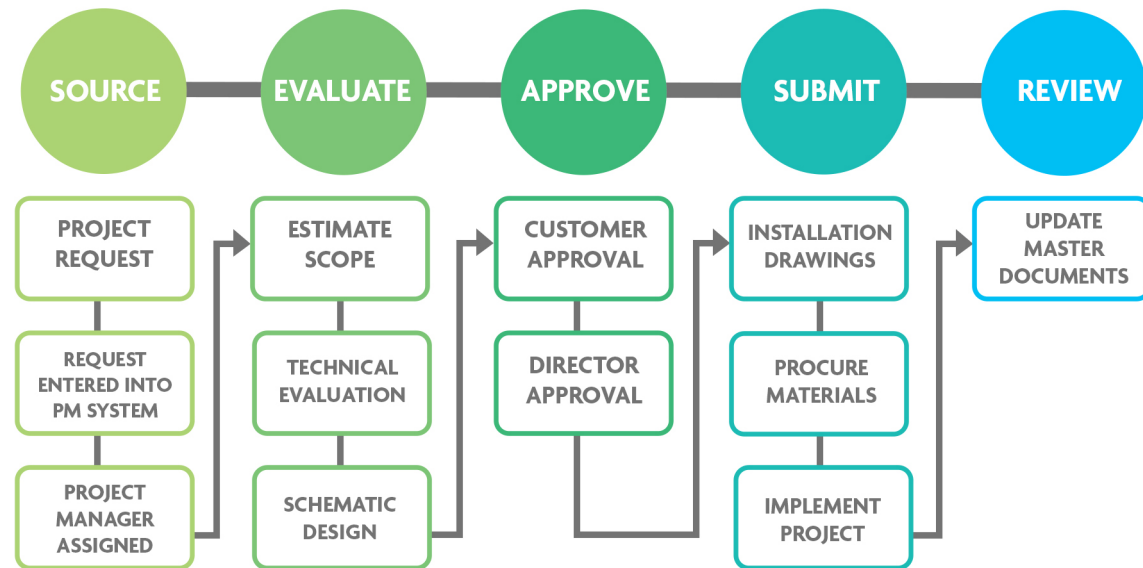 SOURCE
EVALUATE
APPROVE
SUBMIT
REVIEW
PROJECT
REQUEST
REQUEST
ENTERED INTO
PM SYSTEM
PROJECT
MANAGER
ASSIGNED
ESTIMATE
SCOPE
TECHNICAL
EVALUATION
SCHEMATIC
DESIGN
CUSTOMER
APPROVAL
DIRECTOR
APPROVAL
INSTALLATION
DRAWINGS
PROCURE
MATERIALS
IMPLEMENT
PROJECT
UPDATE
MASTER
DOCUMENTS